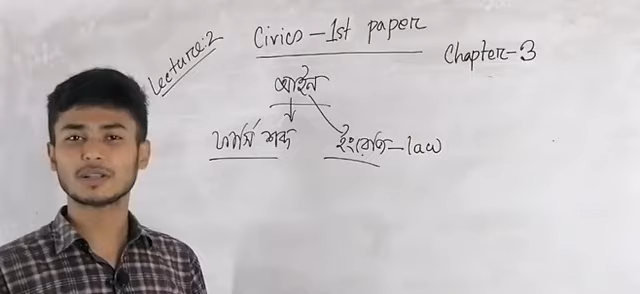 Lecture:2
Civics - 1st paper
Chapter-3
আইন
ফার্সি শব্দ
ইংরেজি - law